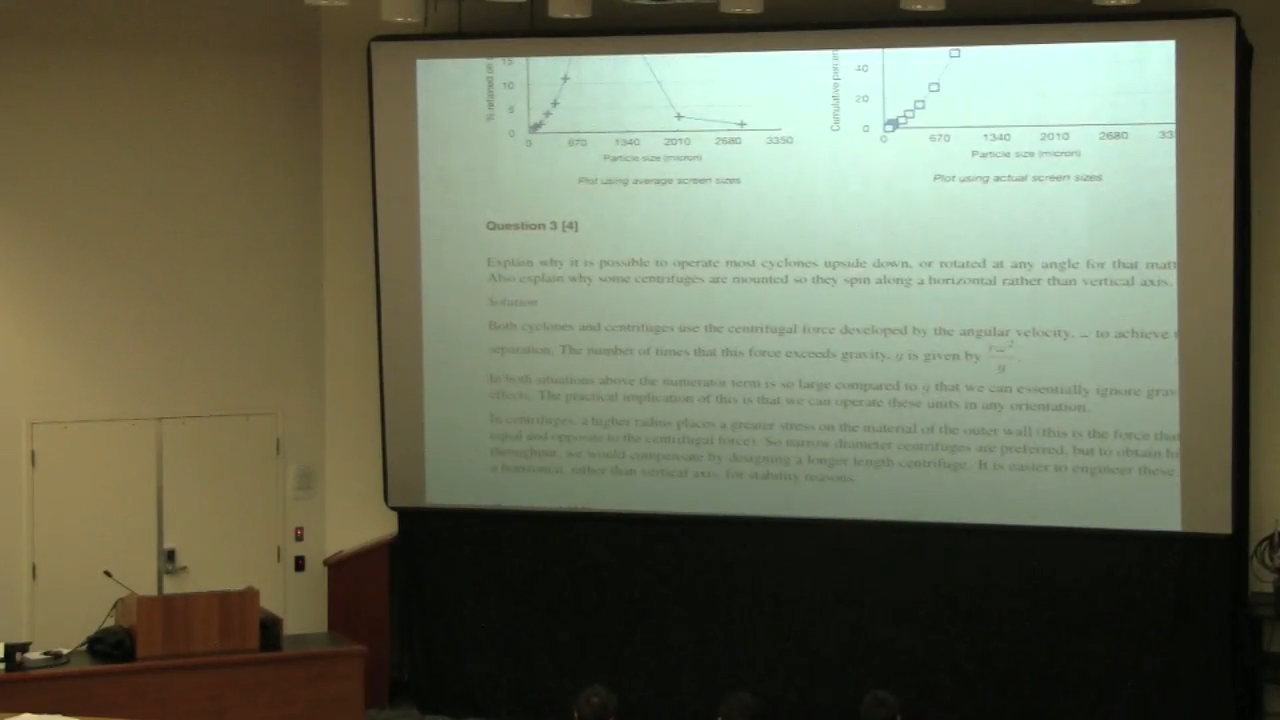 15
10
5
0
% retained on
0 670 1340 2010 2680 3350
Particle size (micron)
Plot using average screen sizes
40
20
0
Cumulative percen
0 670 1340 2010 2680 33
Particle size (micron)
Plot using actual screen sizes
Question 3 [4]
Explain why it is possible to operate most cyclones upside down, or rotated at any angle for that matt
Also explain why some centrifuges are mounted so they spin along a horizontal rather than vertical axis.
Solution
Both cyclones and centrifuges use the centrifugal force developed by the angular velocity, to achieve
separation. The number of times that this force exceeds gravity, g is given by rω²/g.
In both situations above the numerator term is so large compared to g that we can essentially ignore grav
effects. The practical implication of this is that we can operate these units in any orientation.
In centrifuges, a higher radius places a greater stress on the material of the outer wall (this is the force that
equal and opposite to the centrifugal force). So narrow diameter centrifuges are preferred, but to obtain hi
throughput, we would compensate by designing a longer length centrifuge. It is easier to engineer these
a horizontal, rather than vertical axis, for stability reasons.